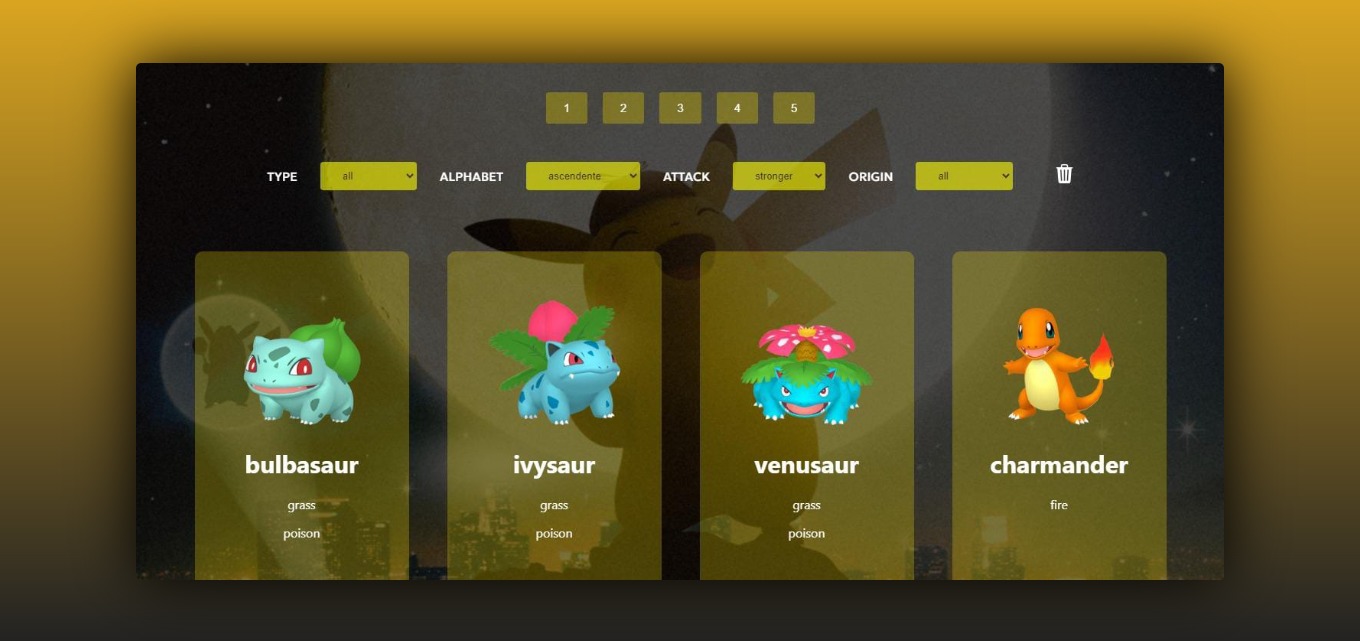 1 2 3 4 5
TYPE all ALPHABET ascendente ATTACK stronger ORIGIN all
bulbasaur ivysaur venusaur charmander
grass grass grass fire
poison poison poison